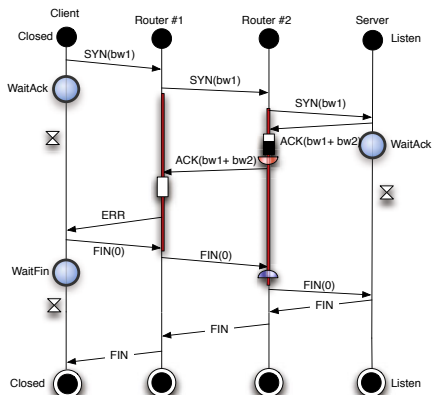 Client
Router #1
Router #2
Server
Closed
Listen
SYN(bw1)
WaitAck
SYN(bw1)
SYN(bw1)
ACK(bw1+ bw2)
WaitAck
ACK(bw1+ bw2)
ERR
FIN(0)
FIN(0)
WaitFin
FIN(0)
FIN
FIN
FIN
Closed
Listen